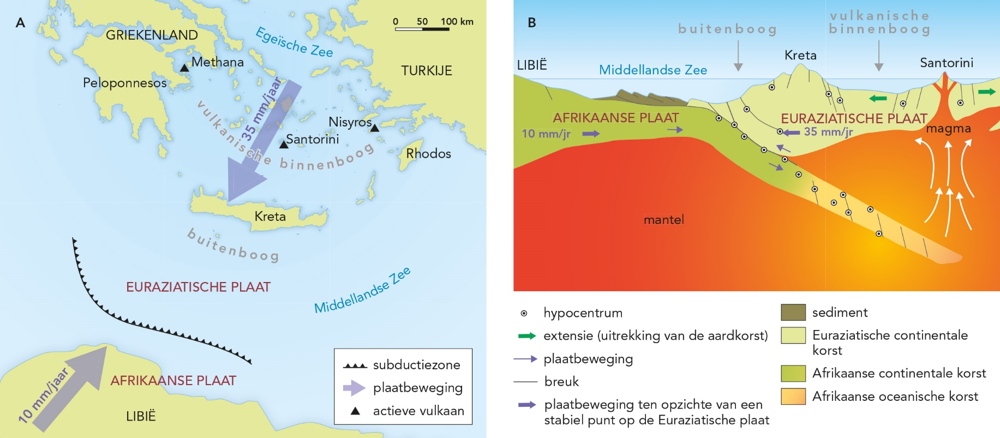 A
GRIEKENLAND
Egeïsche Zee
0 50 100 km
Methana
TURKIJE
Peloponnesos
35 mm/jaar
vulkanische binnenboog
Nisyros
Santorini
Rhodos
Kreta
buitenboog
EURAZIATISCHE PLAAT
Middellandse Zee
10 mm/jaar
AFRIKAANSE PLAAT
LIBIË
subductiezone
plaatbeweging
actieve vulkaan
B
buitenboog
vulkanische
binnenboog
LIBIË
Middellandse Zee
Kreta
Santorini
AFRIKAANSE PLAAT
EURAZIATISCHE PLAAT
10 mm/jr
35 mm/jr
magma
mantel
hypocentrum
extensie (uitrekking van de aardkorst)
plaatbeweging
breuk
plaatbeweging ten opzichte van een
stabiel punt op de Euraziatische plaat
sediment
Euraziatische continentale
korst
Afrikaanse continentale korst
Afrikaanse oceanische korst